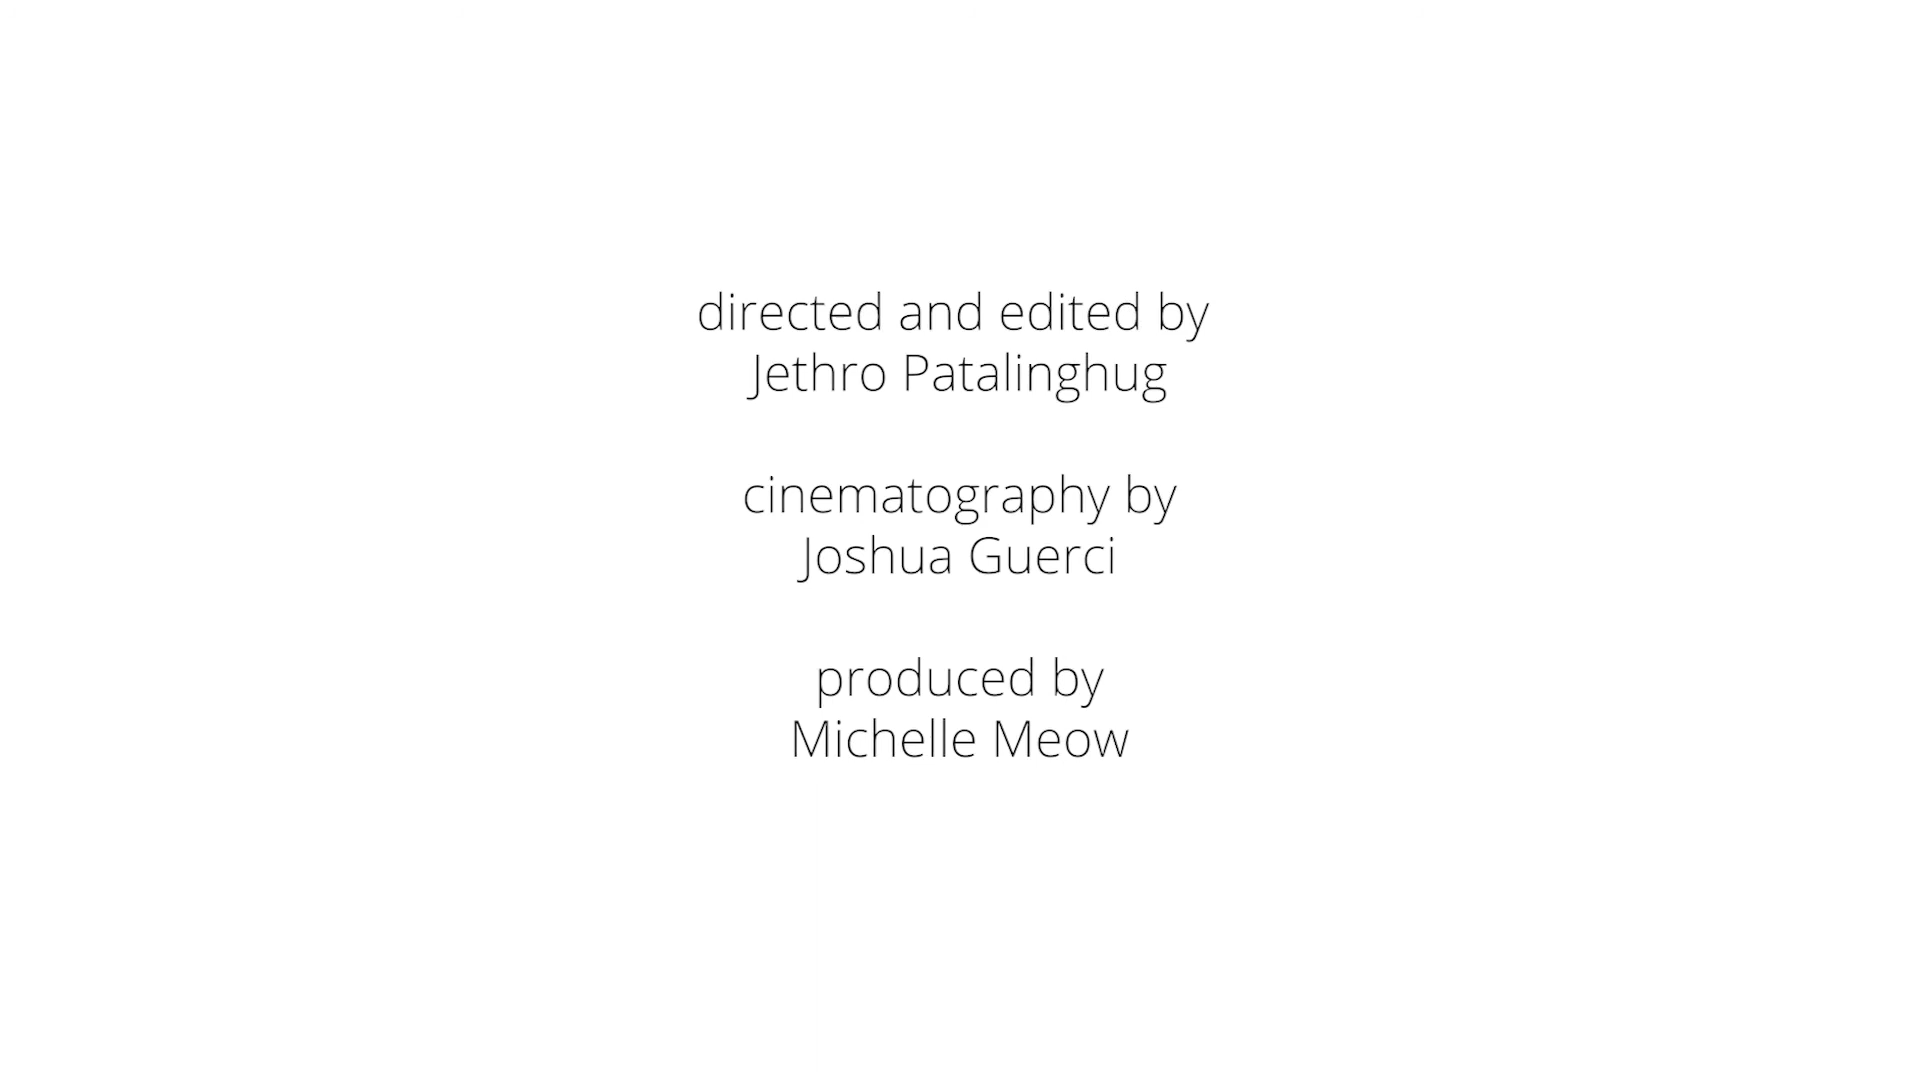 directed and edited by
Jethro Patalinghug
cinematography by
Joshua Guerci
produced by
Michelle Meow